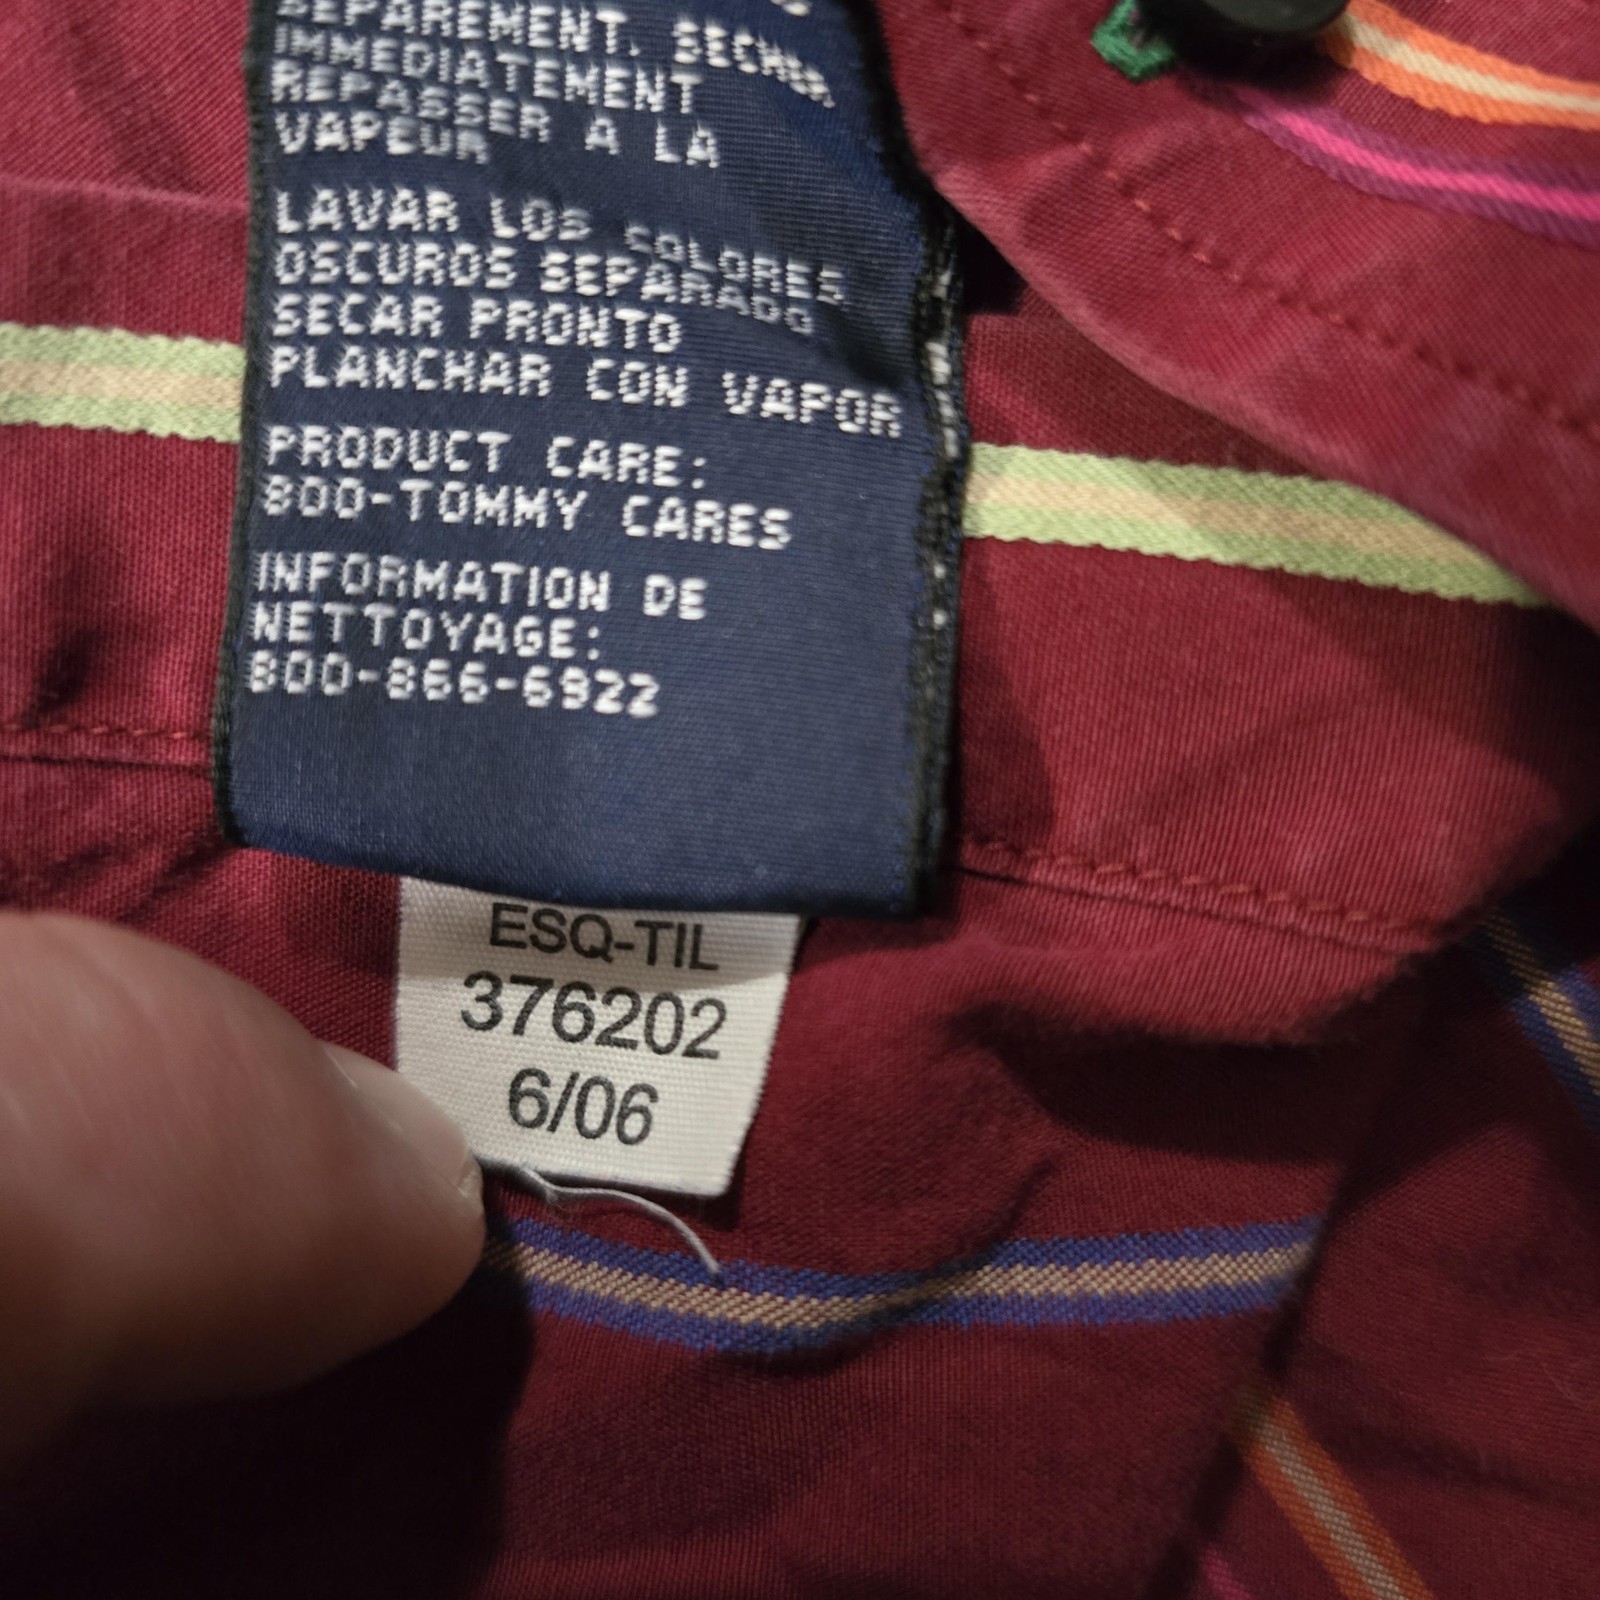 SEPAREMENT. SECHER
IMMEDIATEMENT
REPASSER A LA
VAPEUR
LAVAR LOS COLORES
OSCUROS SEPARADO
SECAR PRONTO
PLANCHAR CON VAPOR
PRODUCT CARE:
800-TOMMY CARES
INFORMATION DE
NETTOYAGE:
800-866-6922
ESQ-TIL
376202
6/06